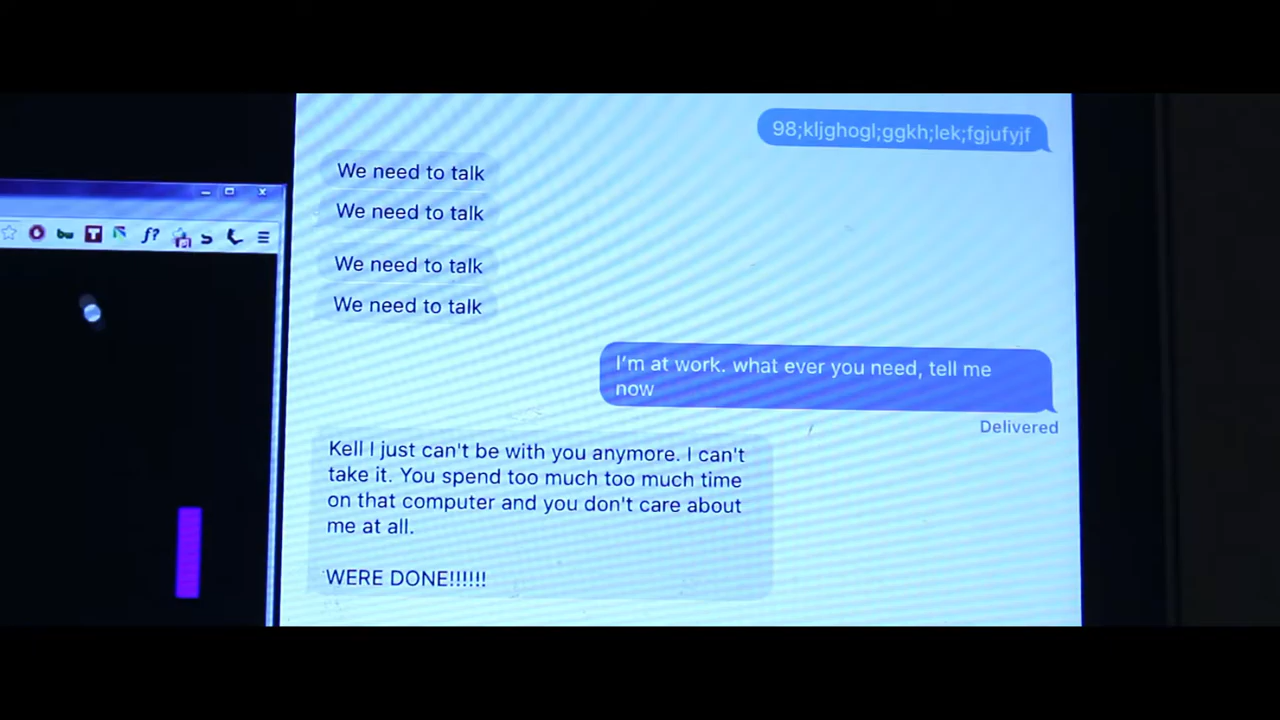 98;kljghogl;ggkh;lek;fgjufyjf
We need to talk
We need to talk
We need to talk
We need to talk
I'm at work. what ever you need, tell me
now
Delivered
Kell I just can't be with you anymore. I can't
take it. You spend too much too much time
on that computer and you don't care about
me at all.
WERE DONE!!!!!!